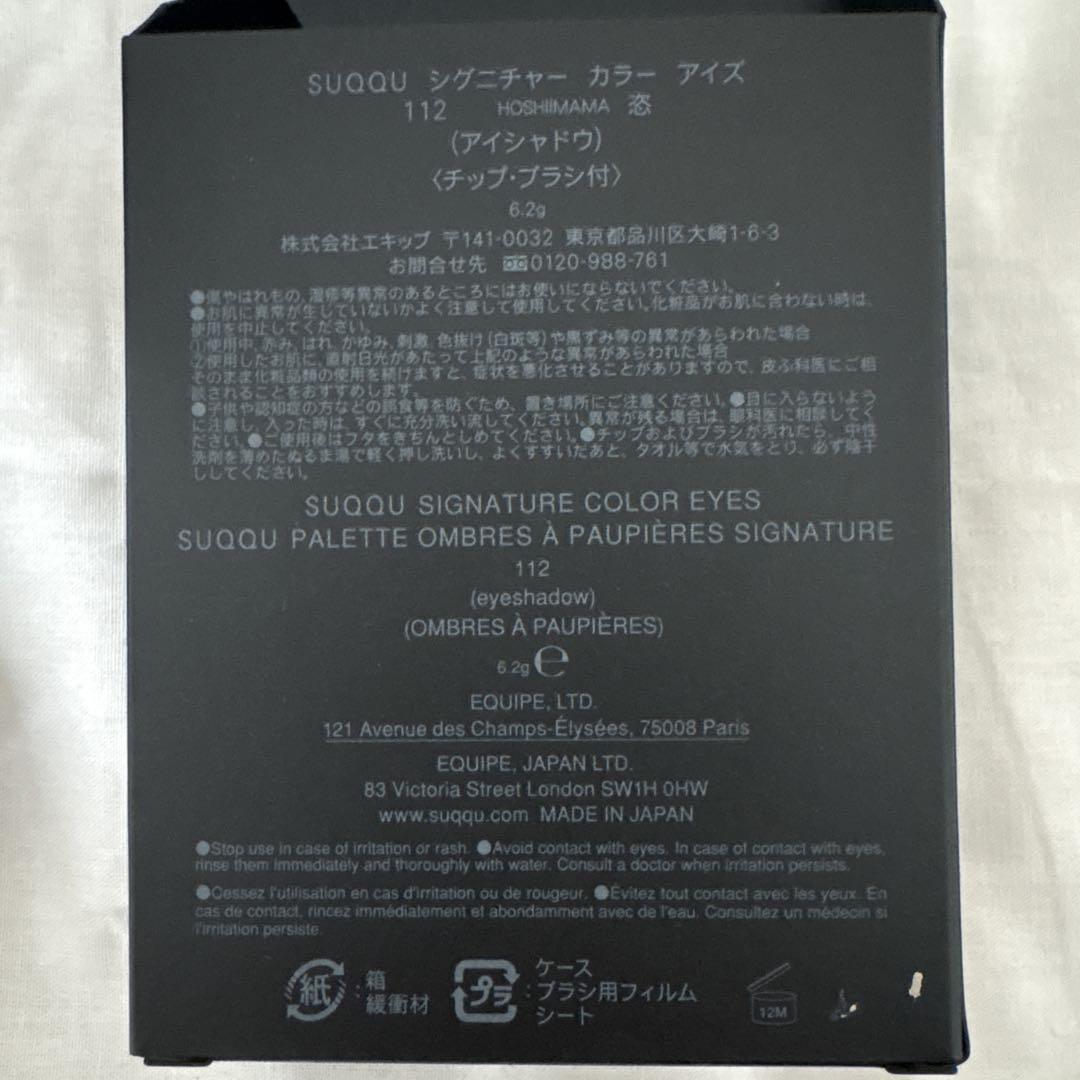 SUQQU シグニチャー カラー アイズ
112 HOSHIIMAMA 恣
(アイシャドウ)
〈チップ・ブラシ付〉
6.2g
株式会社エキップ 〒141-0032 東京都品川区大崎1-6-3
お問合せ先 0120-988-761
●傷やはれもの、湿疹等異常のあるところにはお使いにならないでください。
●お肌に異常が生じていないかよく注意して使用してください。化粧品がお肌に合わない時は、
使用を中止してください。
①使用中、赤み、はれ、かゆみ、刺激、色抜け(白斑等)や黒ずみ等の異常があらわれた場合
②使用したお肌に、直射日光があたって上記のような異常があらわれた場合
そのまま化粧品類の使用を続けますと、症状を悪化させることがありますので、皮ふ科医にご相
談されることをおすすめします。
●子供や認知症の方などの誤食等を防ぐため、置き場所にご注意ください。●目に入らないよう
に注意し、入った時は、すぐに充分洗い流してください。異常が残る場合は、眼科医に相談してく
ださい。●ご使用後はフタをきちんとしめてください。●チップおよびブラシが汚れたら、中性
洗剤を薄めたぬるま湯で軽く押し洗いし、よくすすいだあと、タオル等で水気をとり、必ず陰干
ししてください。
SUQQU SIGNATURE COLOR EYES
SUQQU PALETTE OMBRES À PAUPIÈRES SIGNATURE
112
(eyeshadow)
(OMBRES À PAUPIÈRES)
6.2g ℮
EQUIPE, LTD.
121 Avenue des Champs-Élysées, 75008 Paris
EQUIPE, JAPAN LTD.
83 Victoria Street London SW1H 0HW
www.suqqu.com MADE IN JAPAN
●Stop use in case of irritation or rash. ●Avoid contact with eyes. In case of contact with eyes,
rinse them immediately and thoroughly with water. Consult a doctor when irritation persists.
●Cessez l'utilisation en cas d'irritation ou de rougeur. ●Évitez tout contact avec les yeux. En
cas de contact, rincez immédiatement et abondamment avec de l'eau. Consultez un médecin si
l'irritation persiste.
紙:箱
緩衝材
プラ:ケース
ブラシ用フィルム
シート
12M